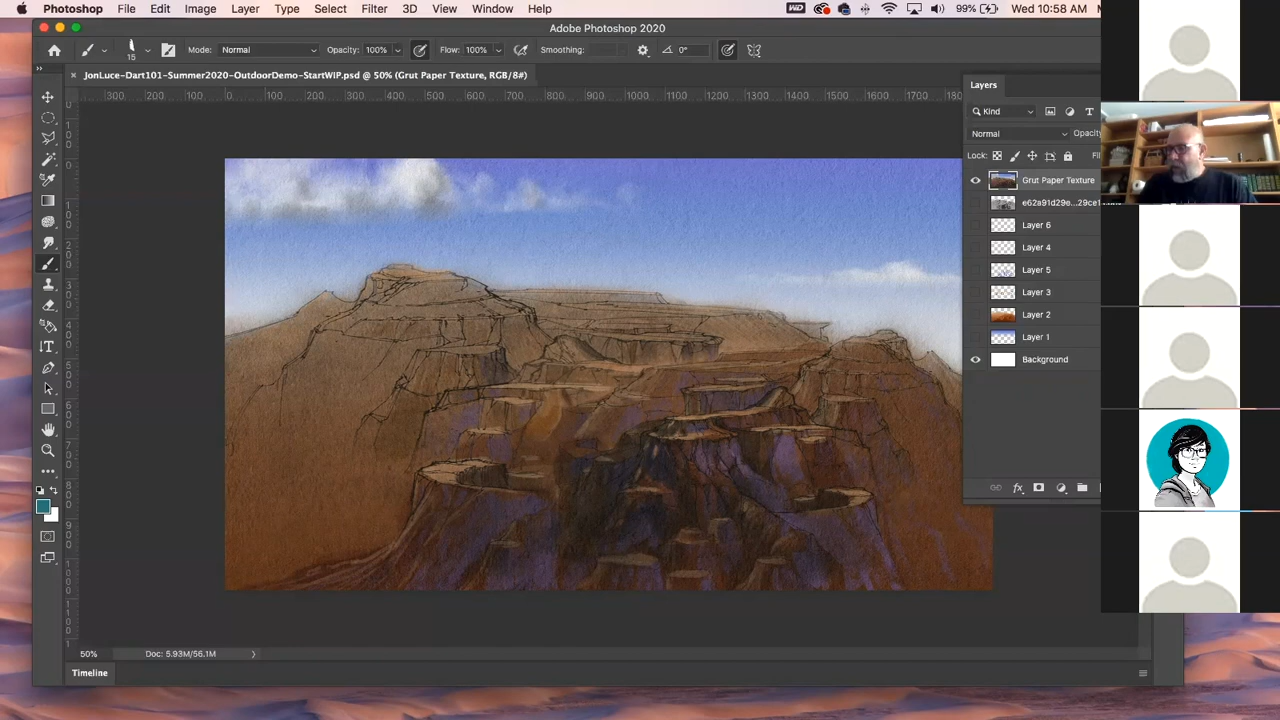 Photoshop File Edit Image Layer Type Select Filter 3D View Window Help 99% Wed 10:58 AM
Adobe Photoshop 2020
15 Mode: Normal Opacity: 100% Flow: 100% Smoothing: 0°
JonLuce-Dart101-Summer2020-OutdoorDemo-StartWIP.psd @ 50% (Grut Paper Texture, RGB/8#)
300 200 100 0 100 200 300 400 500 600 700 800 900 1000 1100 1200 1300 1400 1500 1600 1700
Layers
Kind
Normal Opacity
Lock:
Grut Paper Texture
e62a91d29e...29ce1
Layer 6
Layer 4
Layer 5
Layer 3
Layer 2
Layer 1
Background
fx
50% Doc: 5.93M/56.1M
Timeline